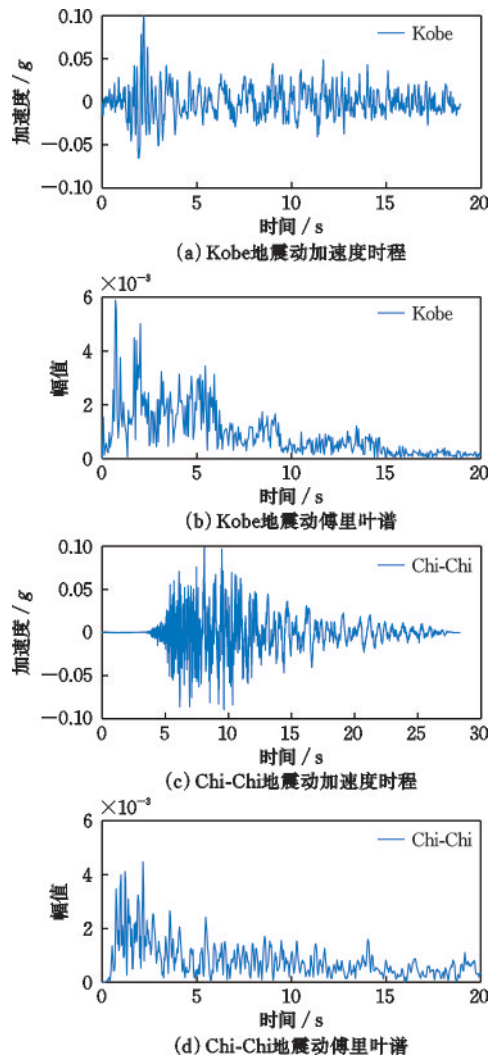 0.10
Kobe
0.05
0
−0.05
−0.10
加速度 / g
0 5 10 15 20
时间 / s
(a) Kobe地震动加速度时程
×10⁻³
6
Kobe
4
2
0
幅值
0 5 10 15 20
时间 / s
(b) Kobe地震动傅里叶谱
0.10
Chi-Chi
0.05
0
−0.05
−0.10
加速度 / g
0 5 10 15 20 25 30
时间 / s
(c) Chi-Chi地震动加速度时程
×10⁻³
6
Chi-Chi
4
2
0
幅值
0 5 10 15 20
时间 / s
(d) Chi-Chi地震动傅里叶谱